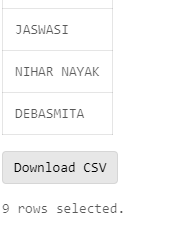 JASWASI
NIHAR NAYAK
DEBASMITA
Download CSV
9 rows selected.